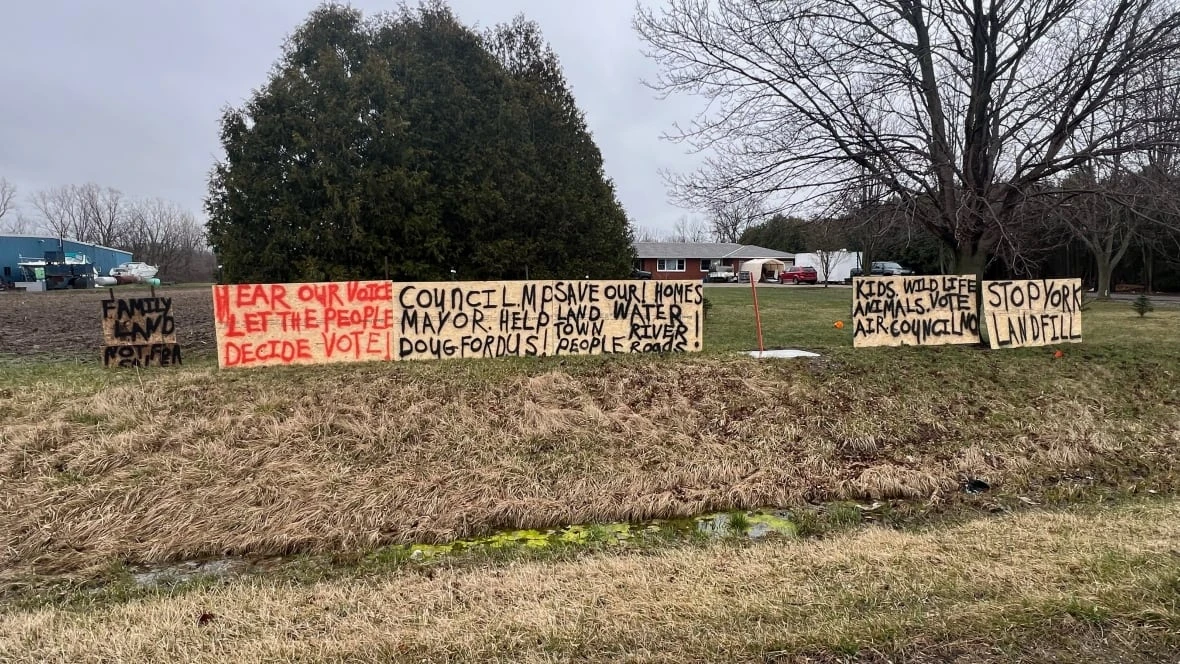 FAMILY
LAND
NOT FOR
HEAR OUR VOICE
LET THE PEOPLE
DECIDE VOTE!
COUNCIL.MP
MAYOR. HELP
DOUG FORD US!
SAVE OUR! HOMES
LAND. WATER
TOWN RIVER
PEOPLE ROADS!
KIDS. WILD LIFE
ANIMALS. VOTE
AIR. COUNCIL NO
STOP YORK
LANDFILL